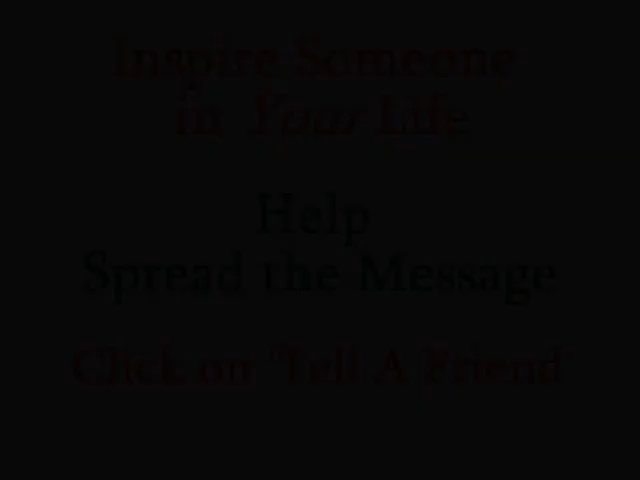 Inspire Someone
in Your Life
Help
Spread the Message
Click on 'Tell A Friend'